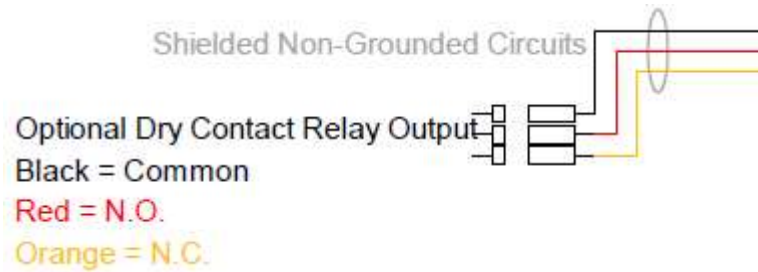 Shielded Non-Grounded Circuits
Optional Dry Contact Relay Output
Black = Common
Red = N.O.
Orange = N.C.